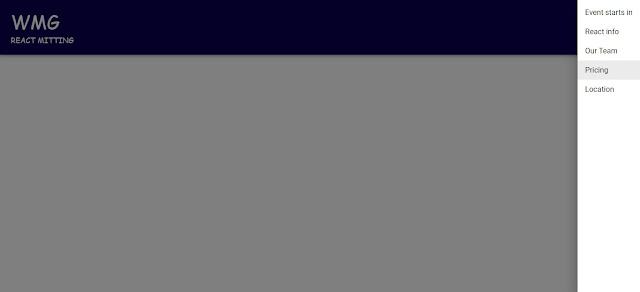 WMG
REACT MITTING
Event starts in
React info
Our Team
Pricing
Location